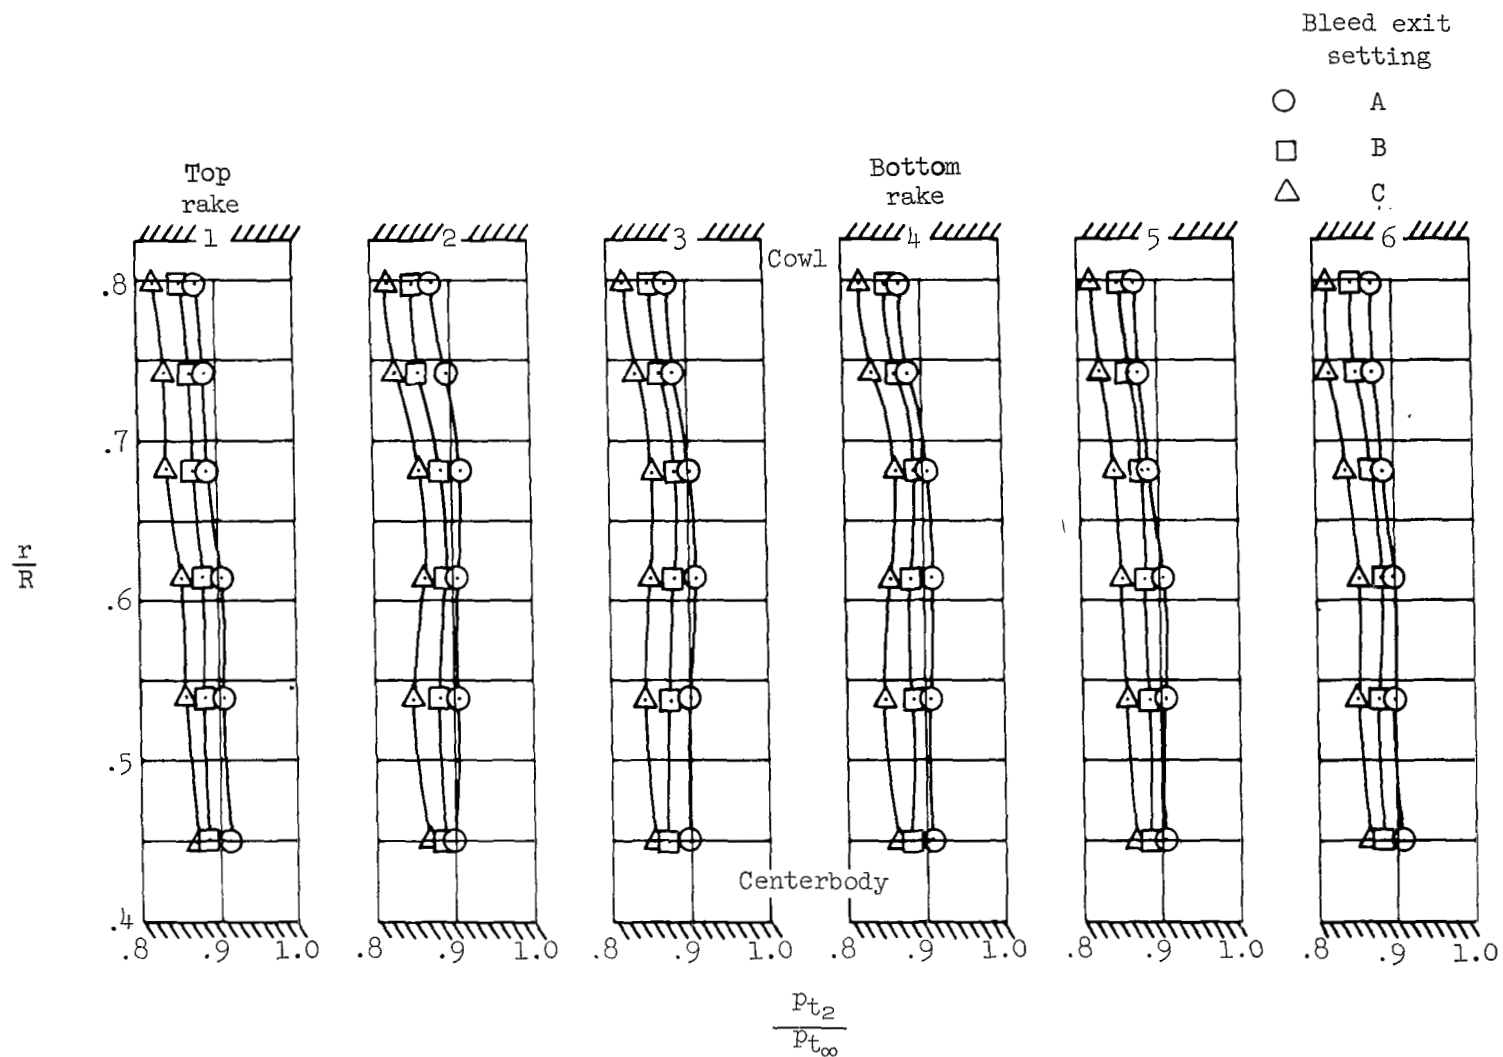 Bleed exit
setting
A
B
C
Top
rake
Bottom
rake
1 2 3 4 5 6
Cowl
.8
.7
.6
.5
.4
r
R
Centerbody
.8 .9 1.0 .8 .9 1.0 .8 .9 1.0 .8 .9 1.0 .8 .9 1.0 .8 .9 1.0
pt2
pt∞